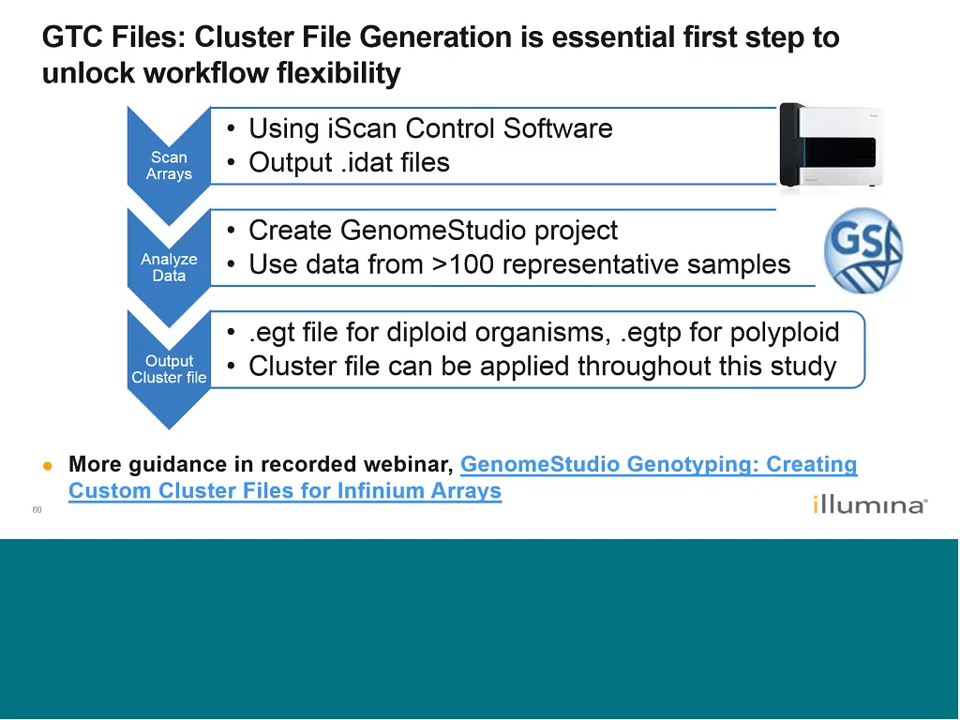 GTC Files: Cluster File Generation is essential first step to
unlock workflow flexibility
Scan
Arrays
• Using iScan Control Software
• Output .idat files
Analyze
Data
• Create GenomeStudio project
• Use data from >100 representative samples
GS
Output
Cluster file
• .egt file for diploid organisms, .egtp for polyploid
• Cluster file can be applied throughout this study
• More guidance in recorded webinar, GenomeStudio Genotyping: Creating
Custom Cluster Files for Infinium Arrays
60
illumina®